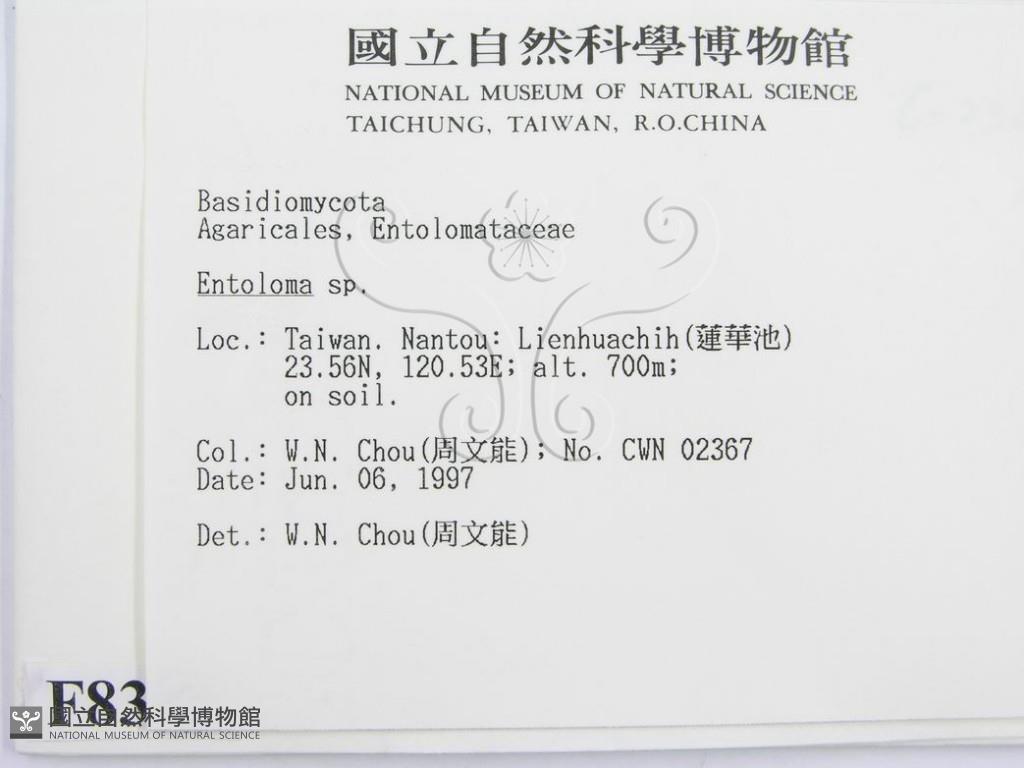 國立自然科學博物館
NATIONAL MUSEUM OF NATURAL SCIENCE
TAICHUNG, TAIWAN, R.O.CHINA
Basidiomycota
Agaricales, Entolomataceae
Entoloma sp.
Loc.: Taiwan. Nantou: Lienhuachih(蓮華池)
23.56N, 120.53E; alt. 700m;
on soil.
Col.: W.N. Chou(周文能); No. CWN 02367
Date: Jun. 06, 1997
Det.: W.N. Chou(周文能)
F83
國立自然科學博物館
NATIONAL MUSEUM OF NATURAL SCIENCE